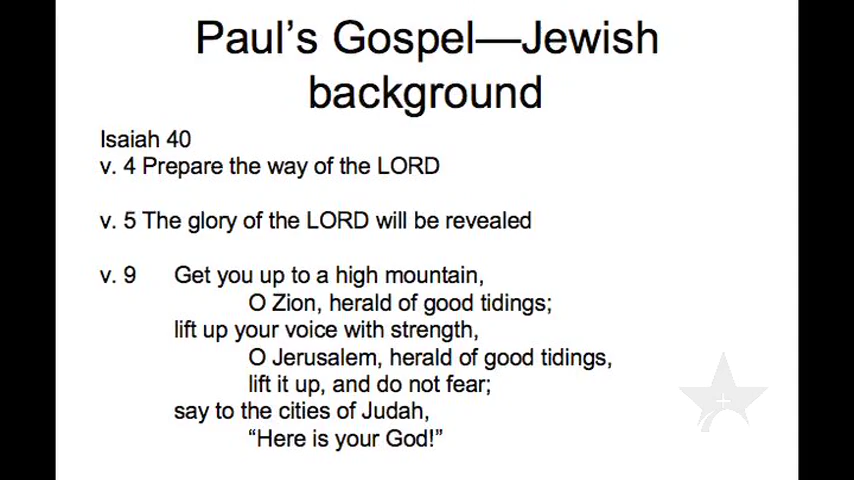 Paul’s Gospel—Jewish
background
Isaiah 40
v. 4 Prepare the way of the LORD
v. 5 The glory of the LORD will be revealed
v. 9 Get you up to a high mountain,
O Zion, herald of good tidings;
lift up your voice with strength,
O Jerusalem, herald of good tidings,
lift it up, and do not fear;
say to the cities of Judah,
“Here is your God!”